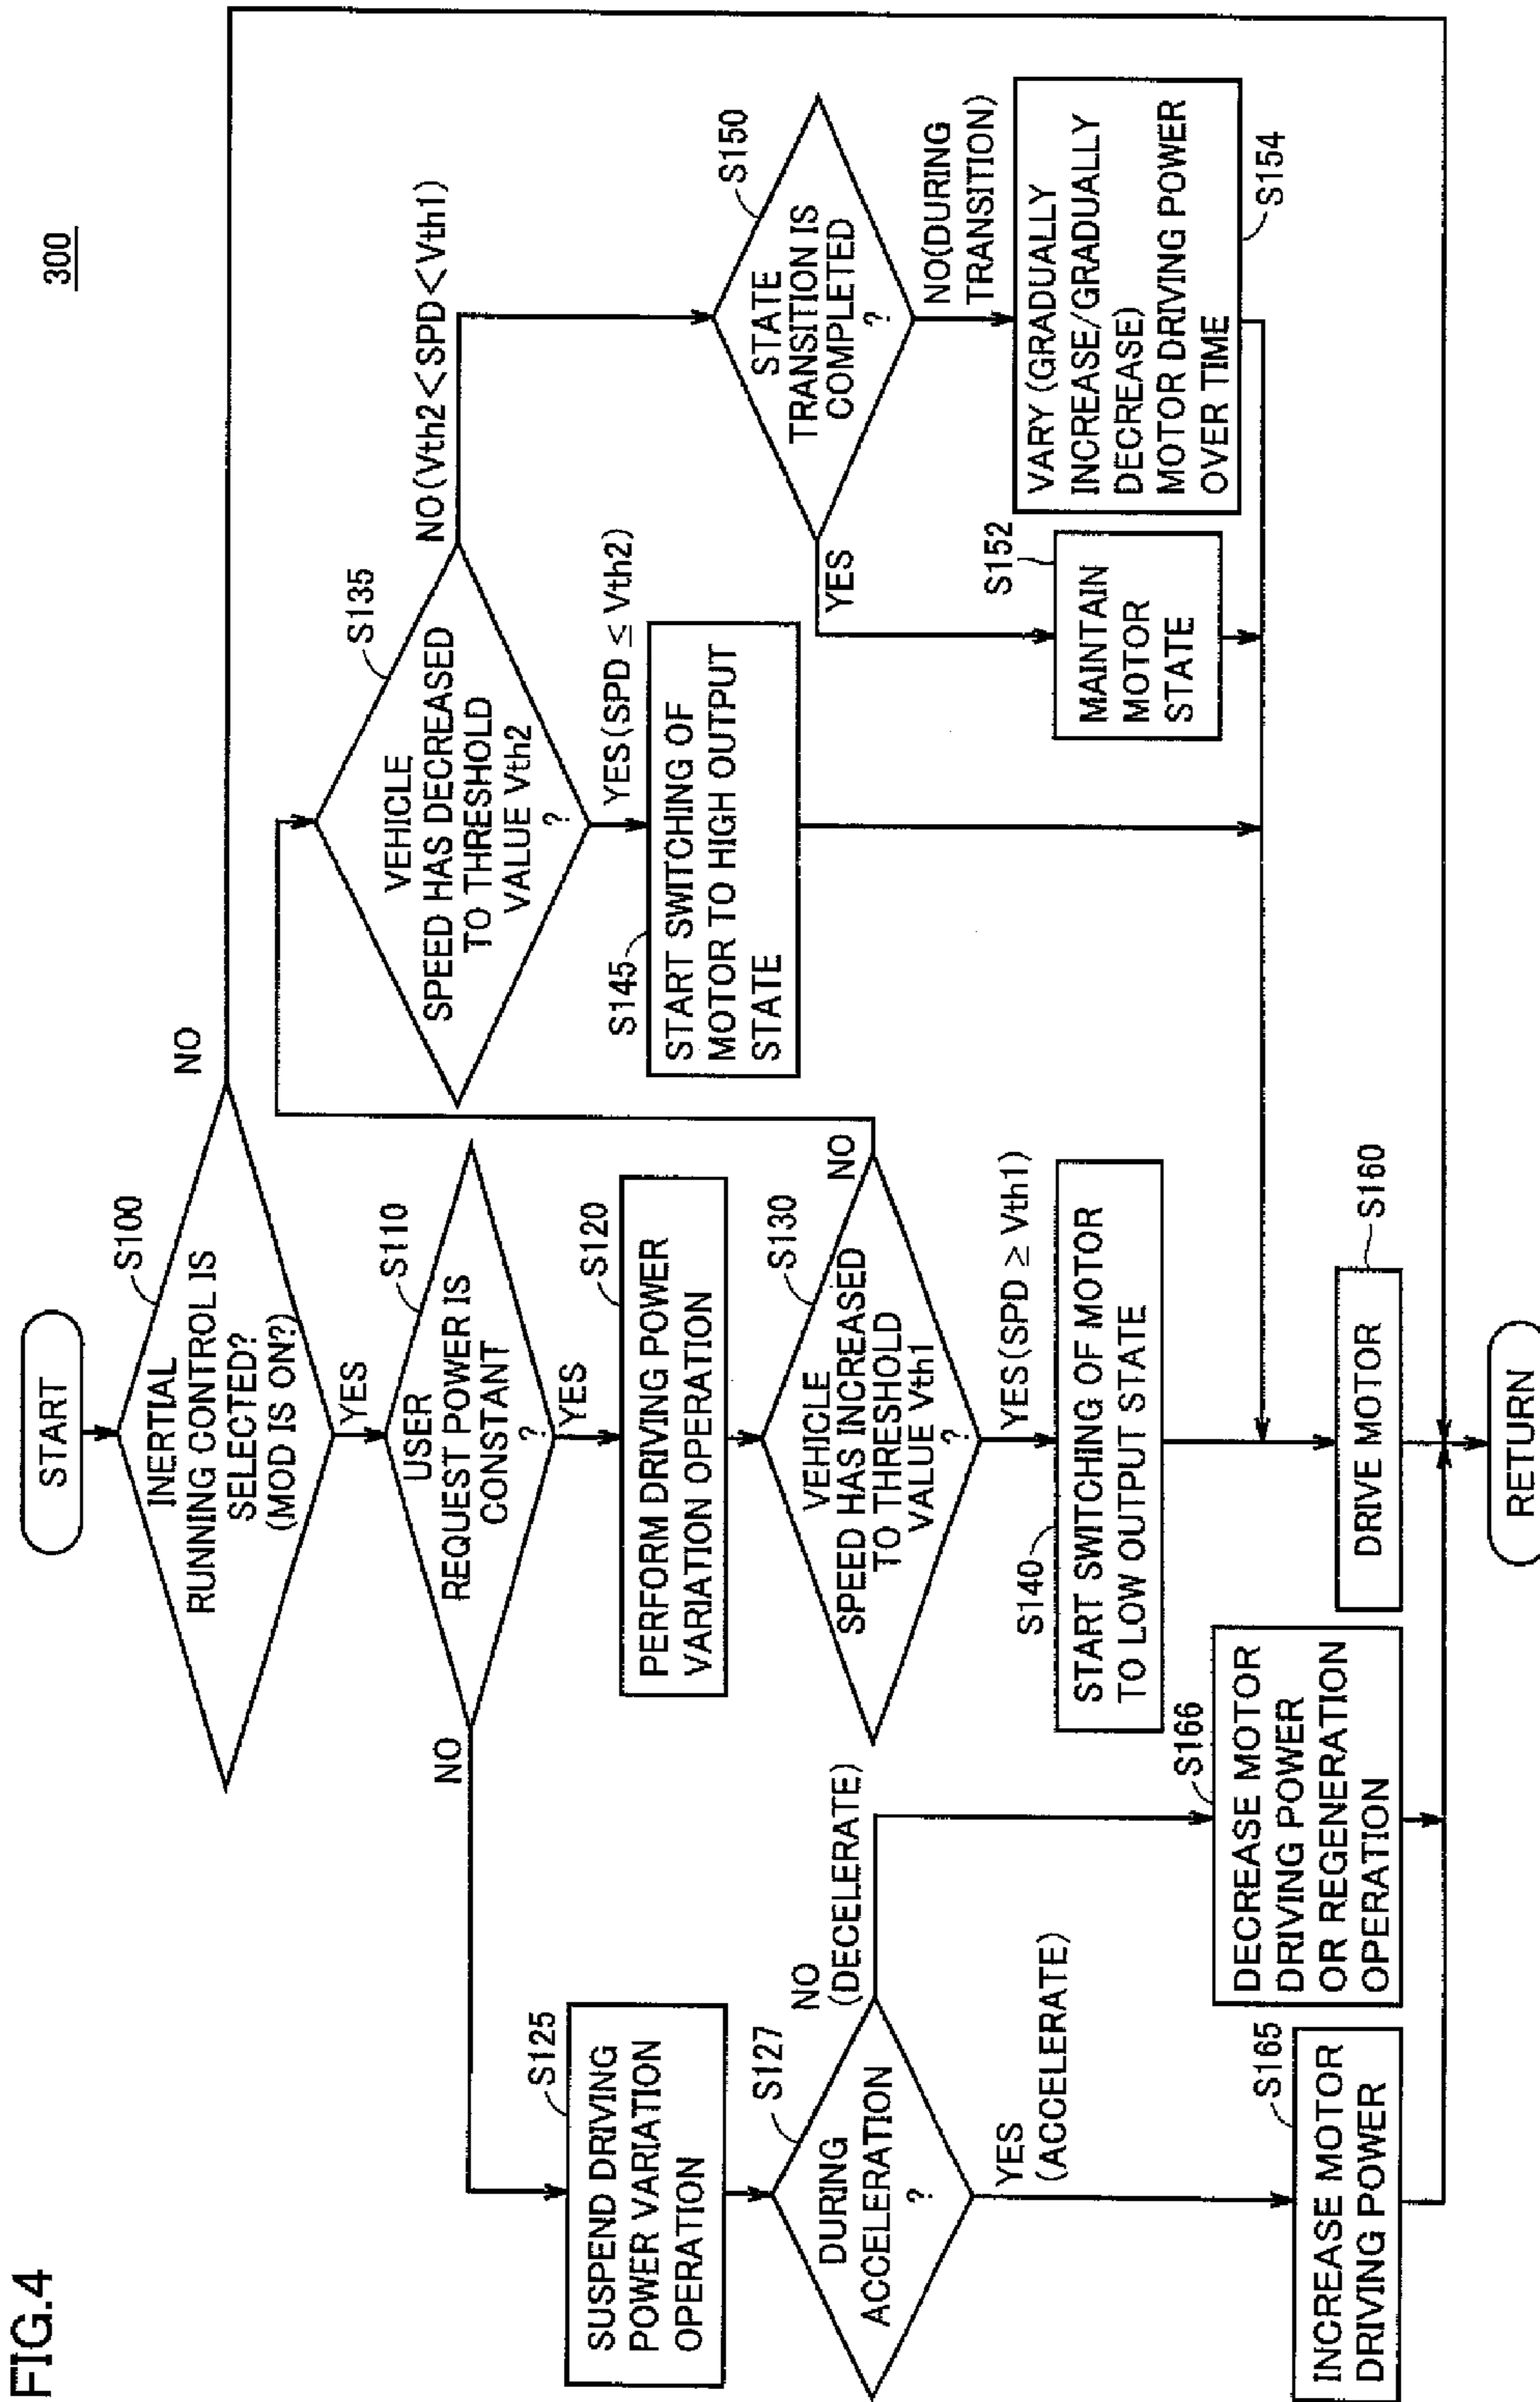 FIG.4
300
START
INERTIAL
RUNNING CONTROL IS
SELECTED?
(MOD IS ON?)
S100
NO
YES
USER
REQUEST POWER IS
CONSTANT
?
S110
NO
YES
PERFORM DRIVING POWER
VARIATION OPERATION
S120
SUSPEND DRIVING
POWER VARIATION
OPERATION
S125
DURING
ACCELERATION
?
S127
NO
(DECELERATE)
YES
(ACCELERATE)
VEHICLE
SPEED HAS INCREASED
TO THRESHOLD
VALUE Vth1
?
S130
NO
YES(SPD ≥ Vth1)
VEHICLE
SPEED HAS DECREASED
TO THRESHOLD
VALUE Vth2
?
S135
NO(Vth2<SPD<Vth1)
YES(SPD ≤ Vth2)
START SWITCHING OF MOTOR
TO LOW OUTPUT STATE
S140
START SWITCHING OF
MOTOR TO HIGH OUTPUT
STATE
S145
STATE
TRANSITION IS
COMPLETED
?
S150
YES
NO(DURING
TRANSITION)
MAINTAIN
MOTOR
STATE
S152
VARY (GRADUALLY
INCREASE/GRADUALLY
DECREASE)
MOTOR DRIVING POWER
OVER TIME
S154
INCREASE MOTOR
DRIVING POWER
S165
DECREASE MOTOR
DRIVING POWER
OR REGENERATION
OPERATION
S166
DRIVE MOTOR
S160
RETURN